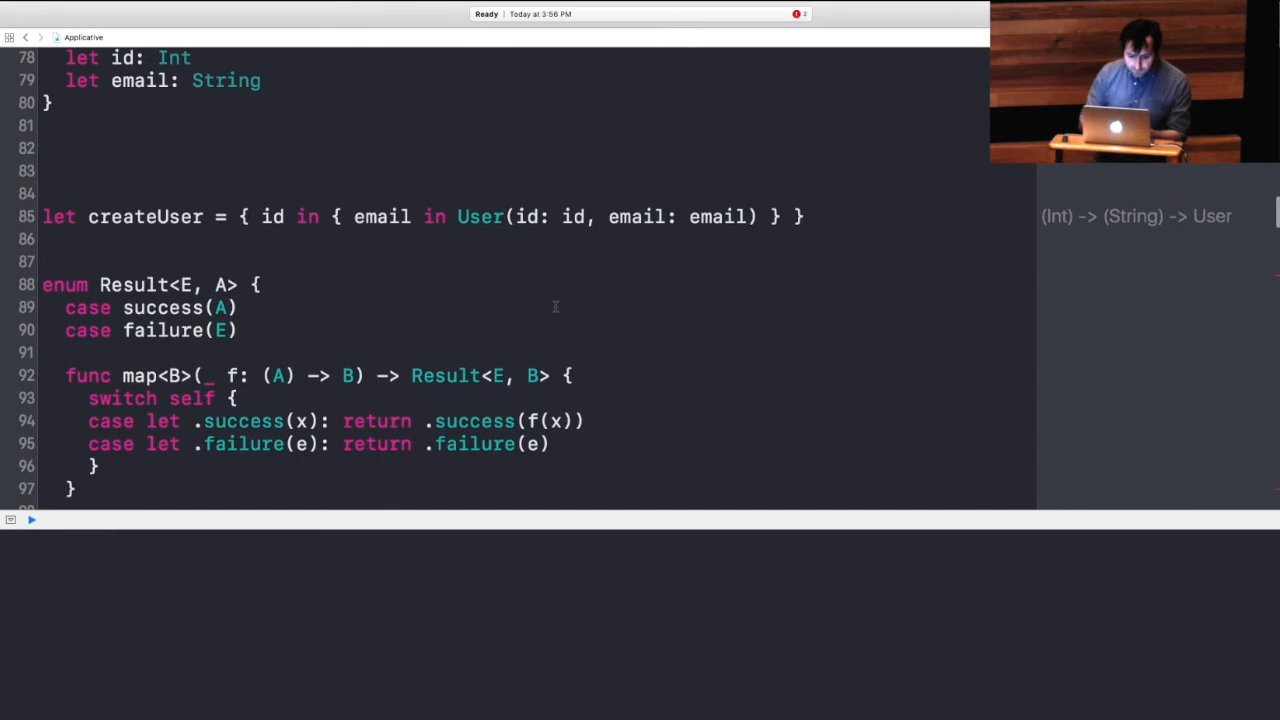 Ready | Today at 3:56 PM
2
Applicative
78 let id: Int
79 let email: String
80 }
81
82
83
84
85 let createUser = { id in { email in User(id: id, email: email) } }
(Int) -> (String) -> User
86
87
88 enum Result<E, A> {
89 case success(A)
90 case failure(E)
91
92 func map<B>(_ f: (A) -> B) -> Result<E, B> {
93 switch self {
94 case let .success(x): return .success(f(x))
95 case let .failure(e): return .failure(e)
96 }
97 }